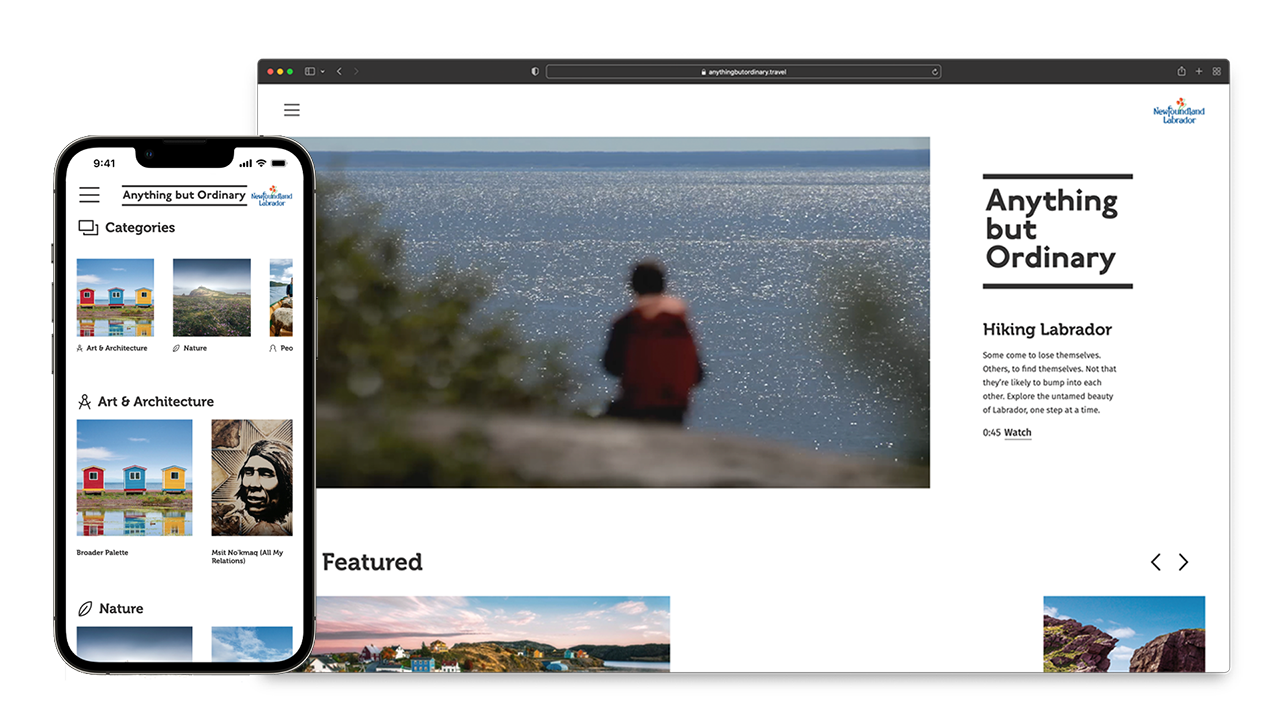 anythingbutordinary.travel
Newfoundland
Labrador
Anything
but
Ordinary
Hiking Labrador
Some come to lose themselves.
Others, to find themselves. Not that
they're likely to bump into each
other. Explore the untamed beauty
of Labrador, one step at a time.
0:45 Watch
Featured
9:41
Anything but Ordinary
Newfoundland
Labrador
Categories
Art & Architecture
Nature
Peo
Art & Architecture
Broader Palette
Msit No'kmaq (All My
Relations)
Nature